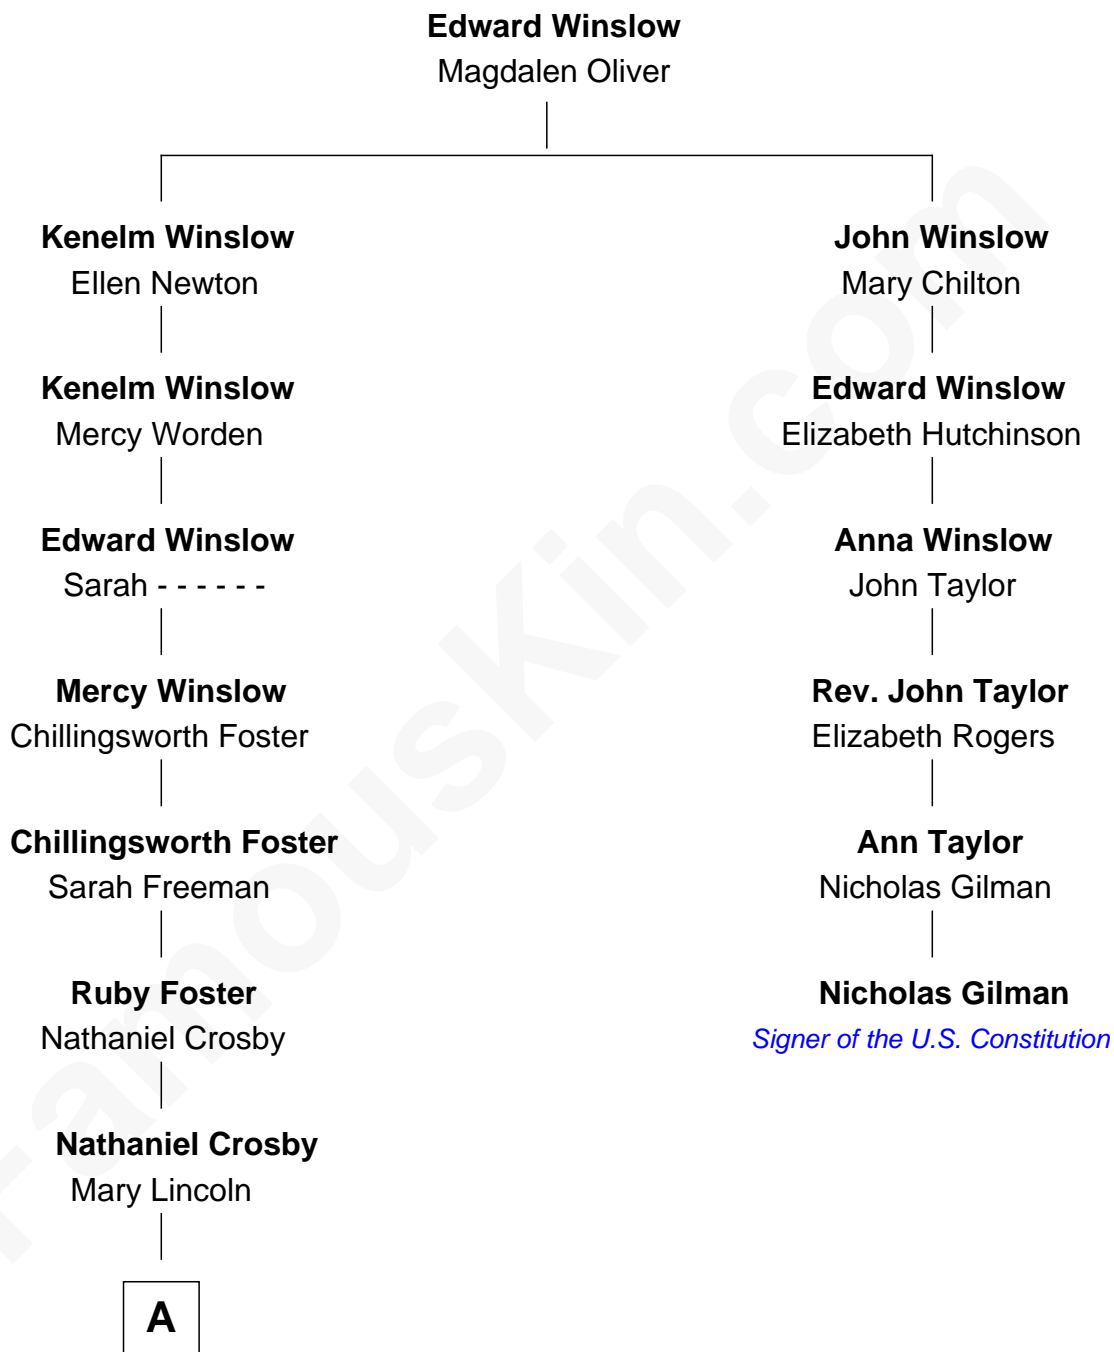 Edward Winslow
Magdalen Oliver
Kenelm Winslow
Ellen Newton
John Winslow
Mary Chilton
Kenelm Winslow
Mercy Worden
Edward Winslow
Elizabeth Hutchinson
Edward Winslow
Sarah - - - - - -
Anna Winslow
John Taylor
Mercy Winslow
Chillingsworth Foster
Rev. John Taylor
Elizabeth Rogers
Chillingsworth Foster
Sarah Freeman
Ann Taylor
Nicholas Gilman
Ruby Foster
Nathaniel Crosby
Nicholas Gilman
Signer of the U.S. Constitution
Nathaniel Crosby
Mary Lincoln
A
FamousKin.com